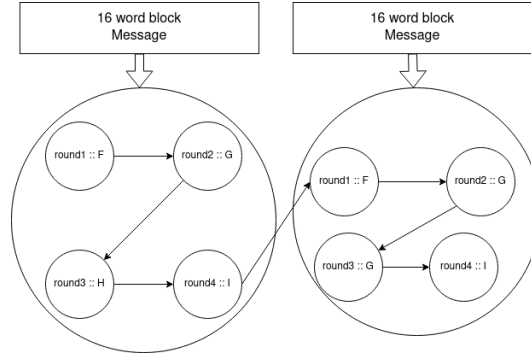 16 word block
Message
16 word block
Message
round1 :: F
round2 :: G
round3 :: H
round4 :: I
round1 :: F
round2 :: G
round3 :: G
round4 :: I